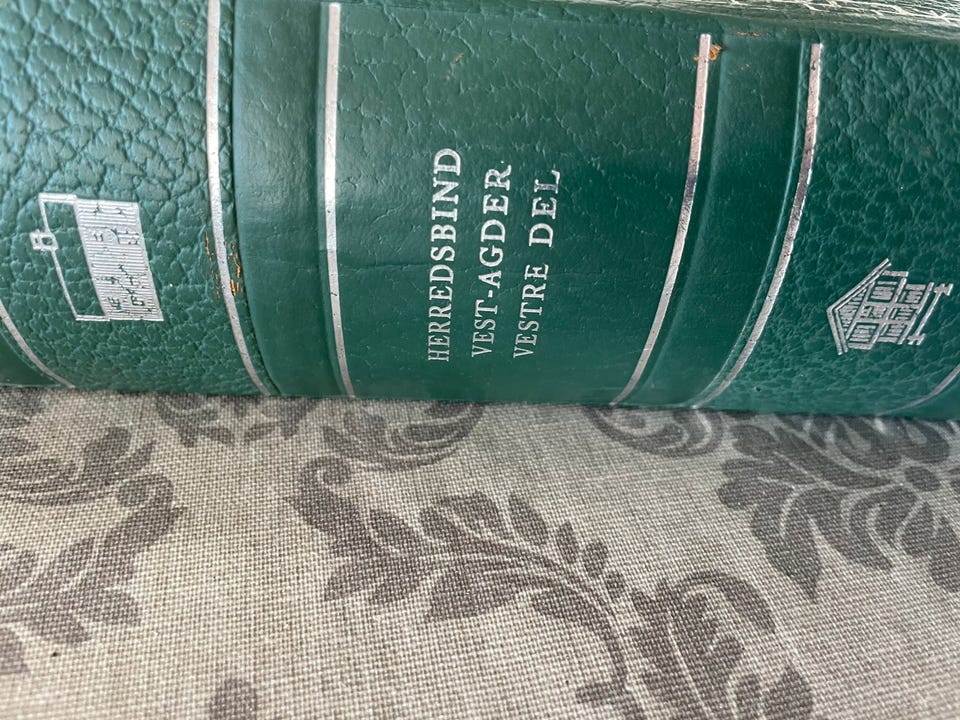 HERREDSBIND
VEST-AGDER
VESTRE DEL